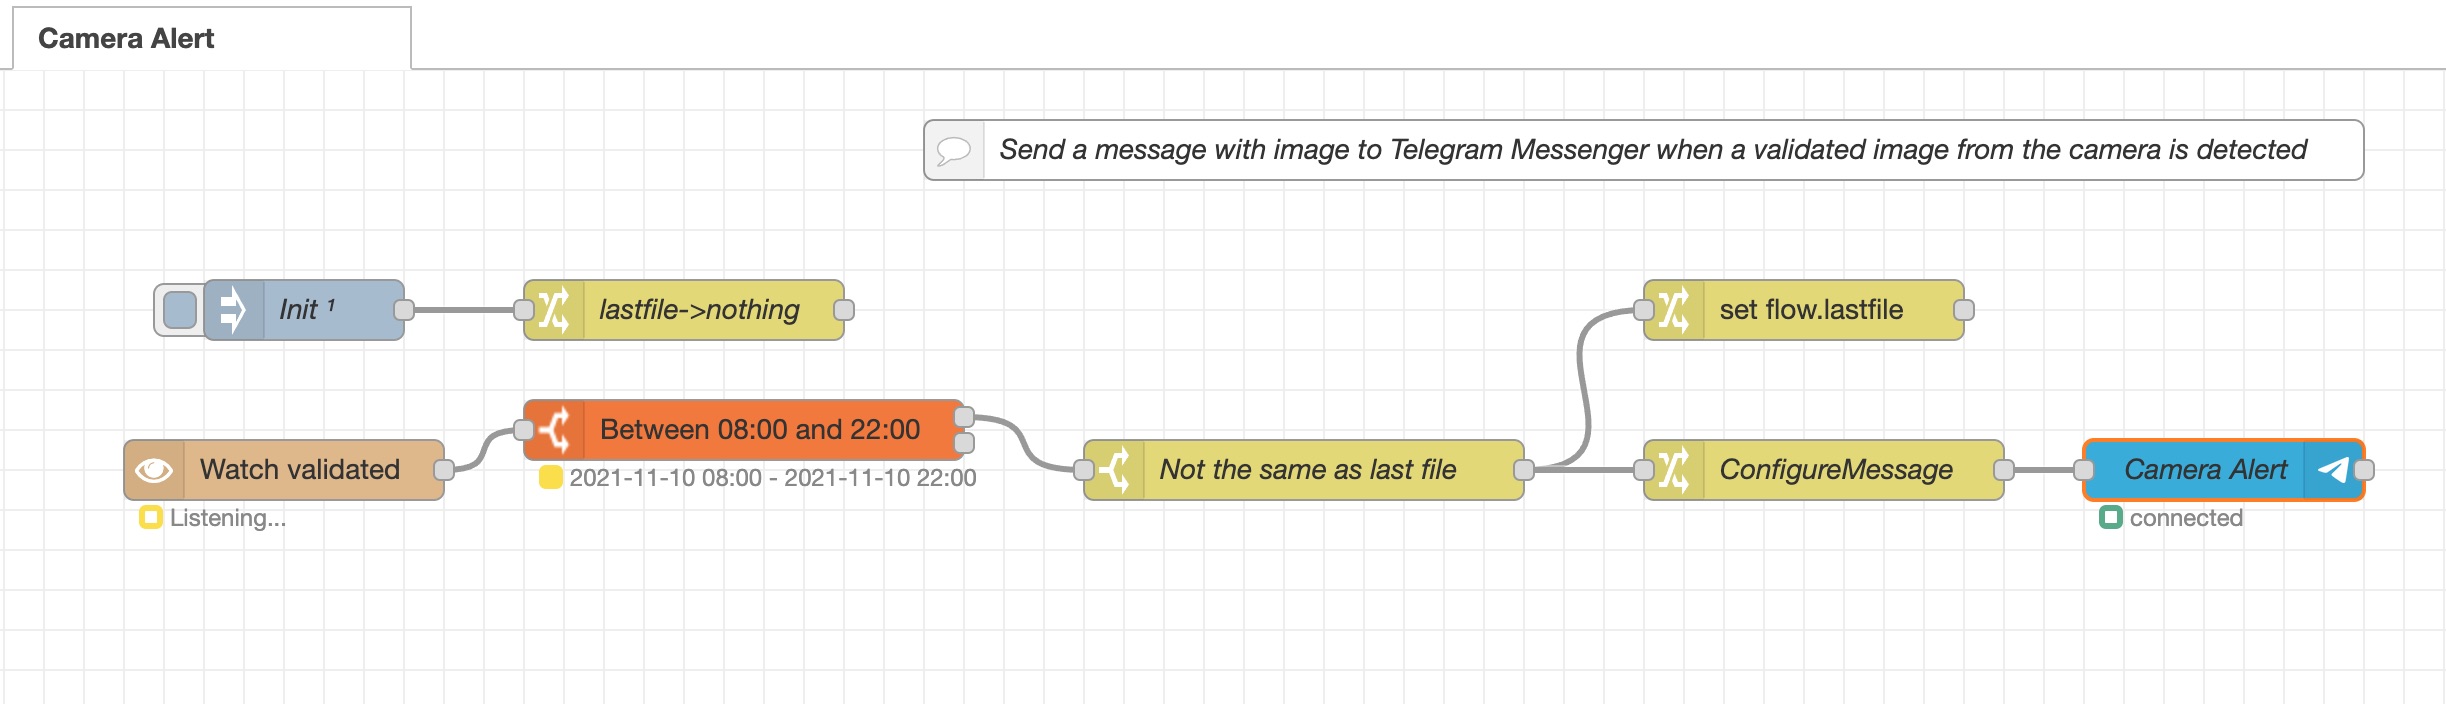 Camera Alert
Send a message with image to Telegram Messenger when a validated image from the camera is detected
Init ¹
lastfile->nothing
set flow.lastfile
Between 08:00 and 22:00
2021-11-10 08:00 - 2021-11-10 22:00
Watch validated
Listening...
Not the same as last file
ConfigureMessage
Camera Alert
connected